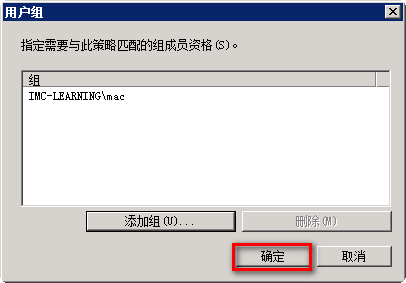 用户组
指定需要与此策略匹配的组成员资格(S)。
组
IMC-LEARNING\mac
添加组(U)...
删除(M)
确定
取消